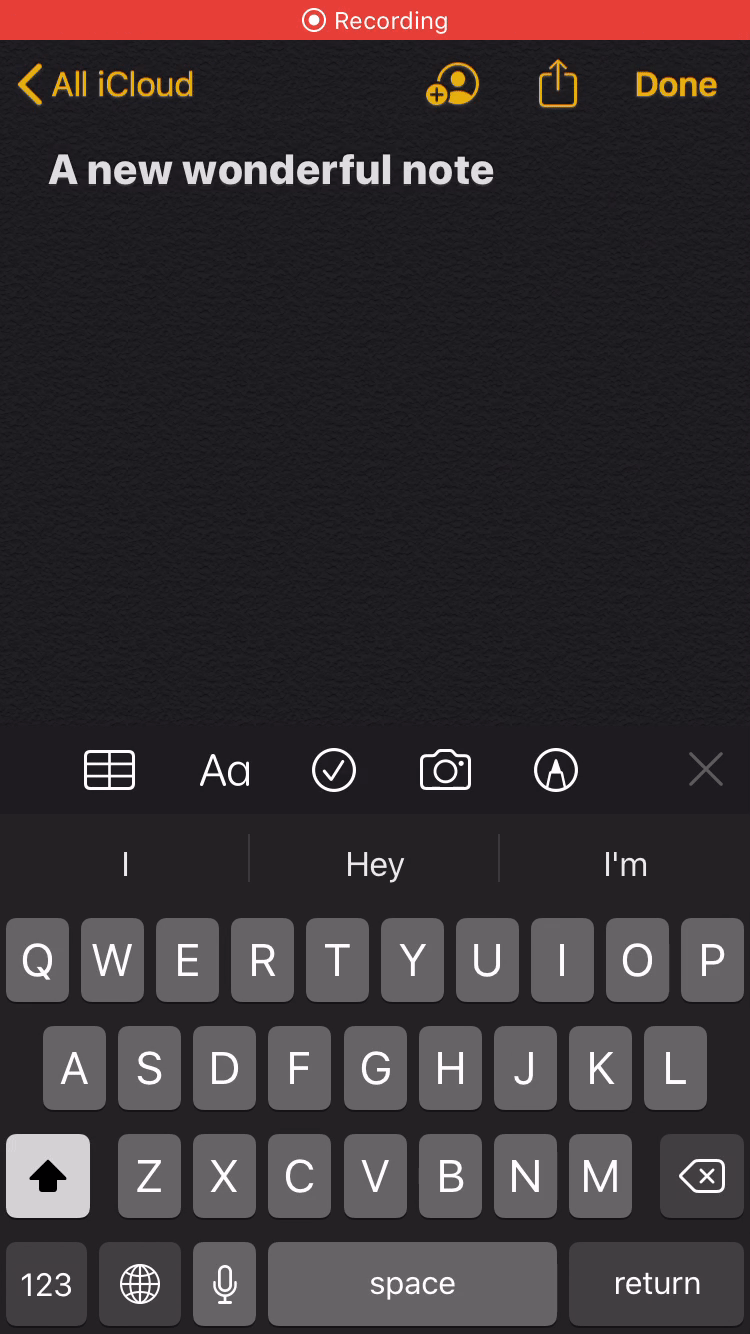 Recording
All iCloud
Done
A new wonderful note
Aa
I
Hey
I'm
Q W E R T Y U I O P
A S D F G H J K L
Z X C V B N M
123
space
return